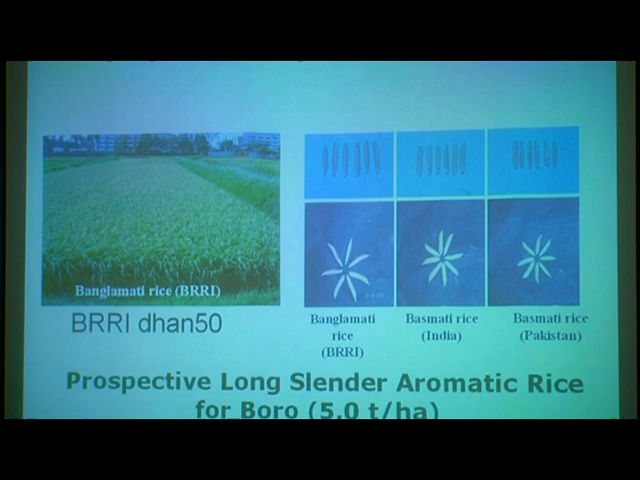 Banglamati rice (BRRI)
BRRI dhan50
Banglamati
rice
(BRRI)
Basmati rice
(India)
Basmati rice
(Pakistan)
Prospective Long Slender Aromatic Rice
for Boro (5.0 t/ha)